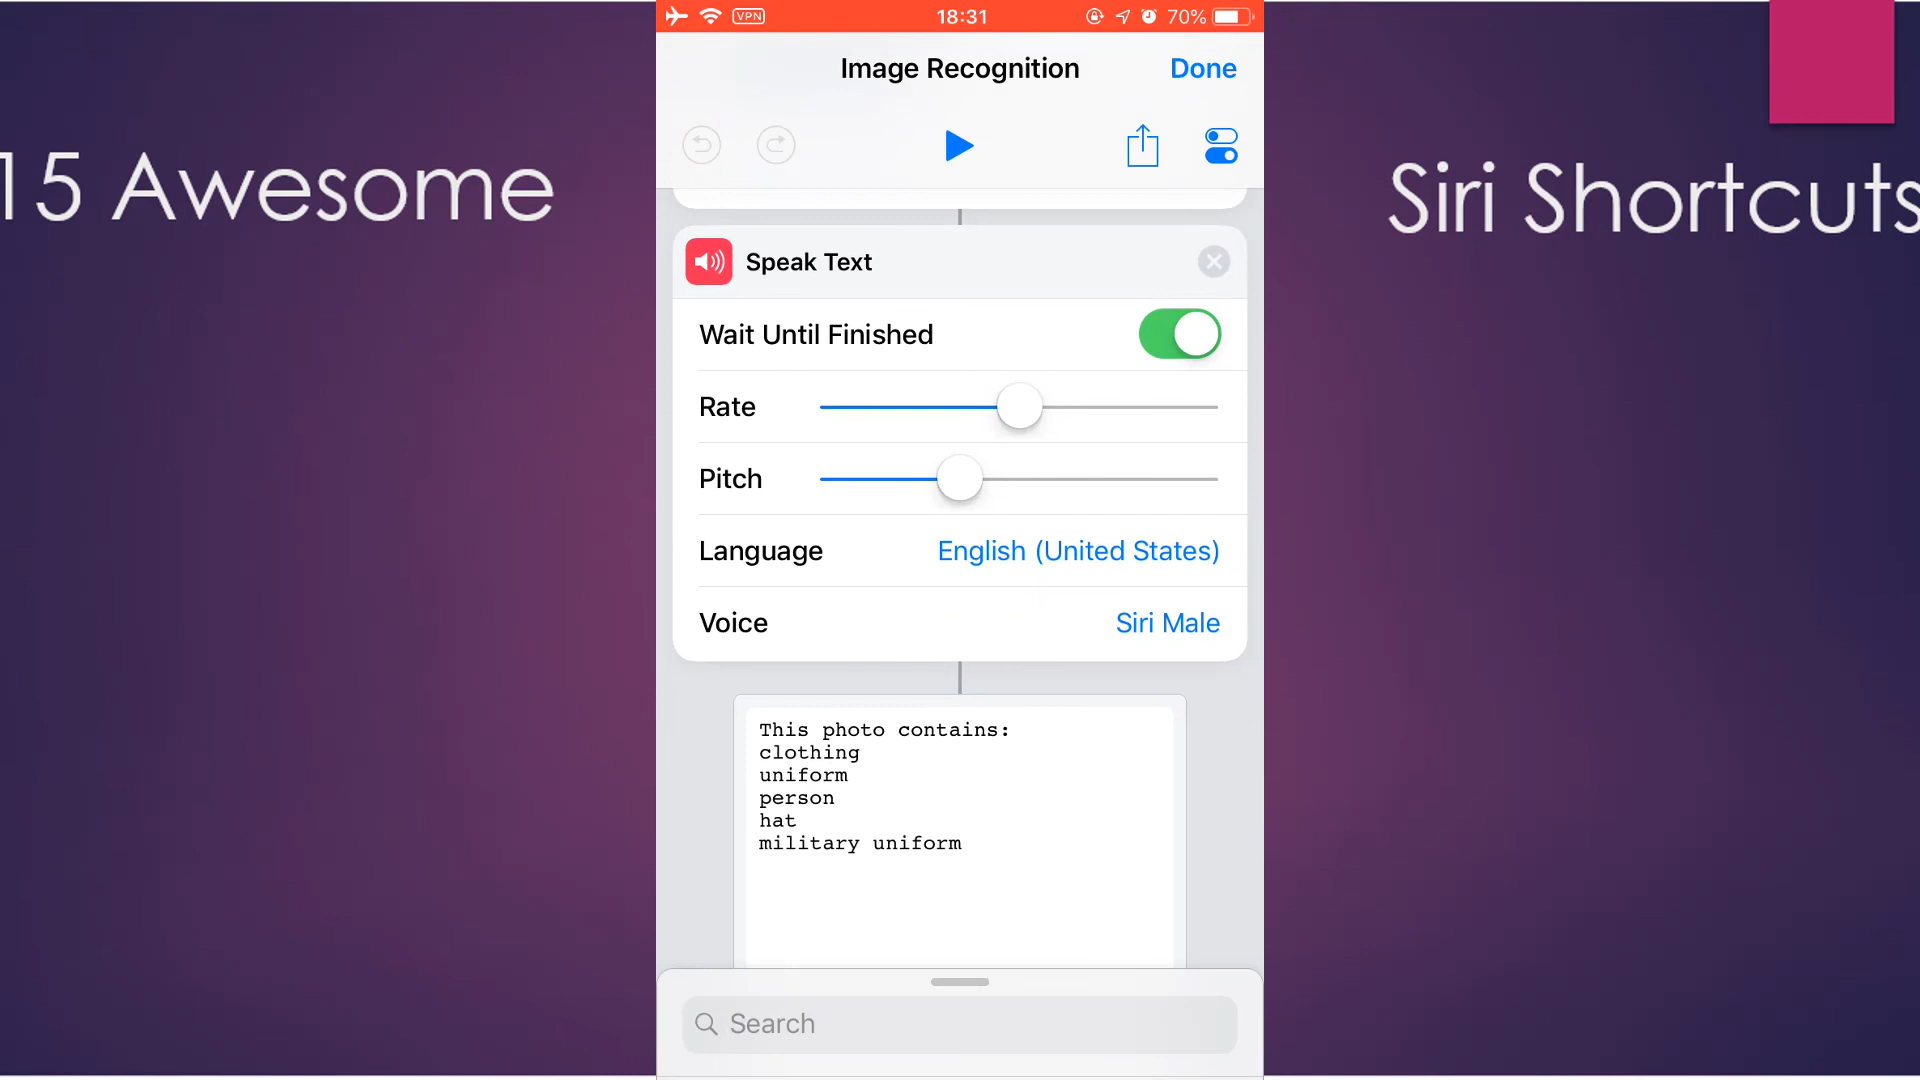 VPN 18:31 70%
Image Recognition Done
15 Awesome
Siri Shortcuts
Speak Text
Wait Until Finished
Rate
Pitch
Language English (United States)
Voice Siri Male
This photo contains:
clothing
uniform
person
hat
military uniform
Search